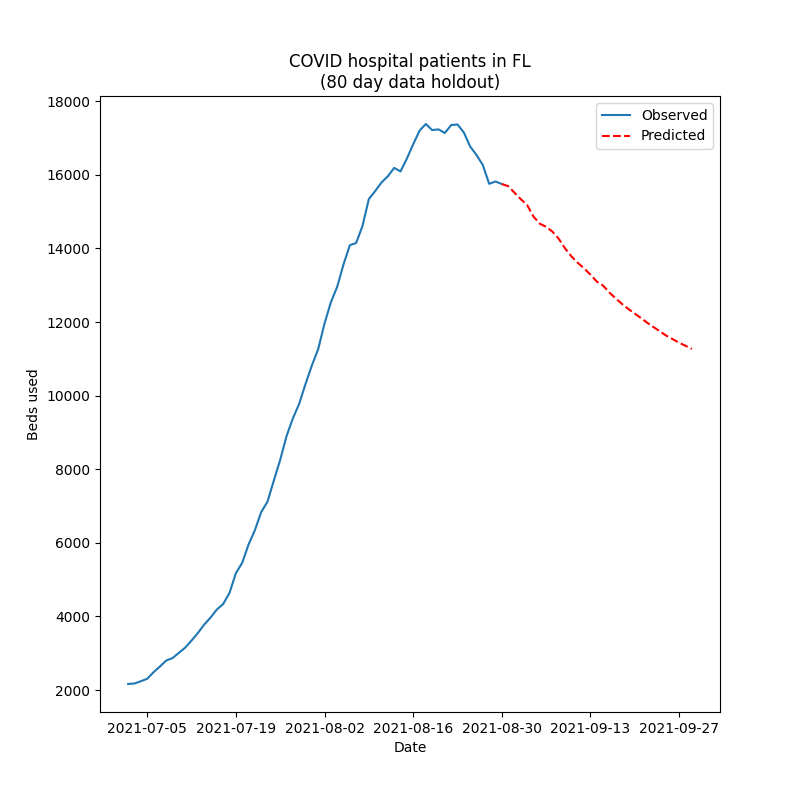 COVID hospital patients in FL
(80 day data holdout)
Observed
Predicted
Beds used
18000
16000
14000
12000
10000
8000
6000
4000
2000
2021-07-05 2021-07-19 2021-08-02 2021-08-16 2021-08-30 2021-09-13 2021-09-27
Date